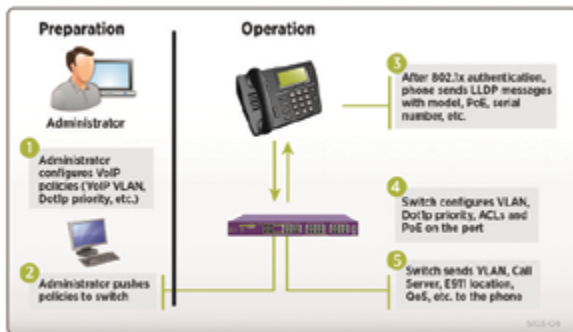 Preparation
Administrator
1
Administrator
configures VoIP
policies (VoIP VLAN,
Dot1p priority, etc.)
2
Administrator pushes
policies to switch
Operation
3
After 802.1x authentication,
phone sends LLDP messages
with model, PoE, serial
number, etc.
4
Switch configures VLAN,
Dot1p priority, ACLs and
PoE on the port
5
Switch sends VLAN, Call
Server, E911 location,
QoS, etc. to the phone